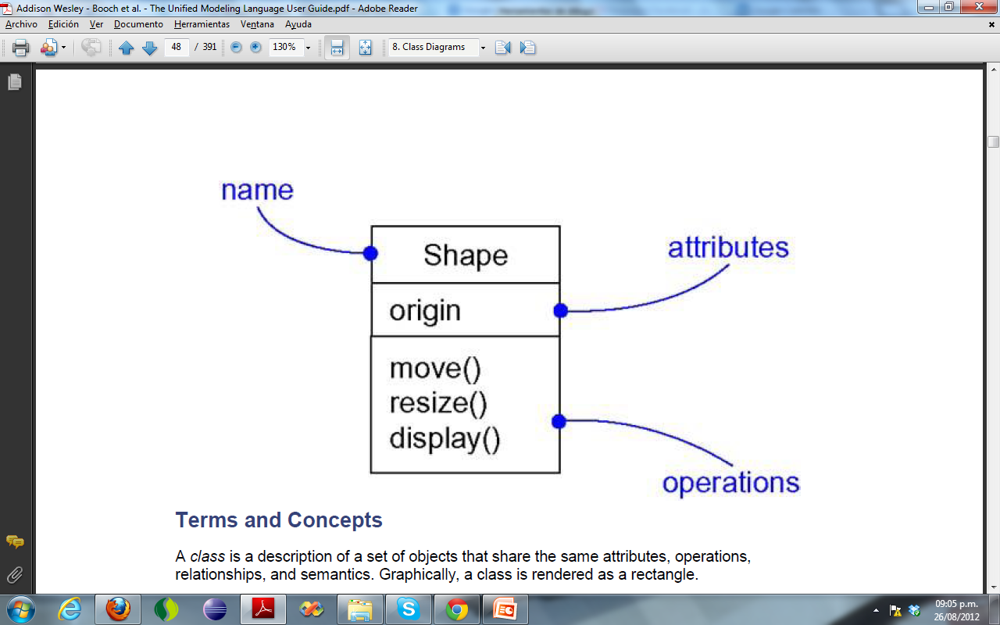 Addison Wesley - Booch et al. - The Unified Modeling Language User Guide.pdf - Adobe Reader
Archivo Edición Ver Documento Herramientas Ventana Ayuda
48 / 391 130% 8. Class Diagrams
name
Shape
attributes
origin
move()
resize()
display()
operations
Terms and Concepts
A class is a description of a set of objects that share the same attributes, operations,
relationships, and semantics. Graphically, a class is rendered as a rectangle.
09:05 p.m.
26/08/2012